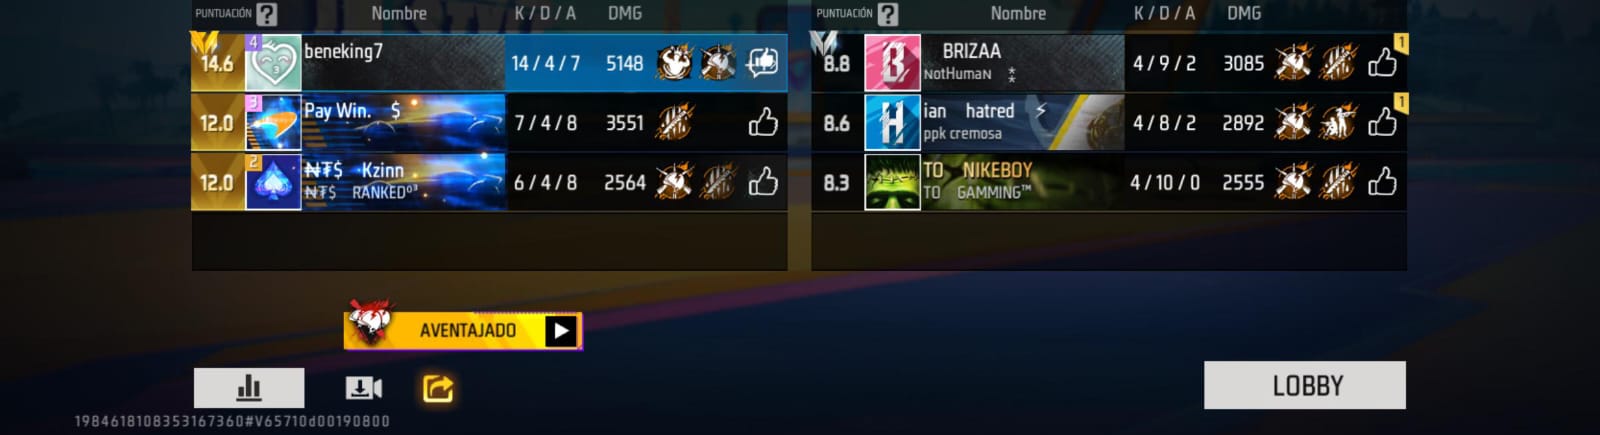 PUNTUACIÓN ? Nombre K / D / A DMG
14.6 4 3 beneking7 14 / 4 / 7 5148
12.0 3 Pay Win. $ 7 / 4 / 8 3551
12.0 2 ₦₮$ Kzinn 6 / 4 / 8 2564
₦₮$ RANKED⁰³
PUNTUACIÓN ? Nombre K / D / A DMG
8.8 B BRIZAA 4 / 9 / 2 3085 1
NotHumaN
8.6 H ian hatred ⚡ 4 / 8 / 2 2892 1
ppk cremosa
8.3 TO NIKEBOY 4 / 10 / 0 2555
TO GAMMING™
AVENTAJADO
LOBBY
1984618108353167360#V65710d00190800